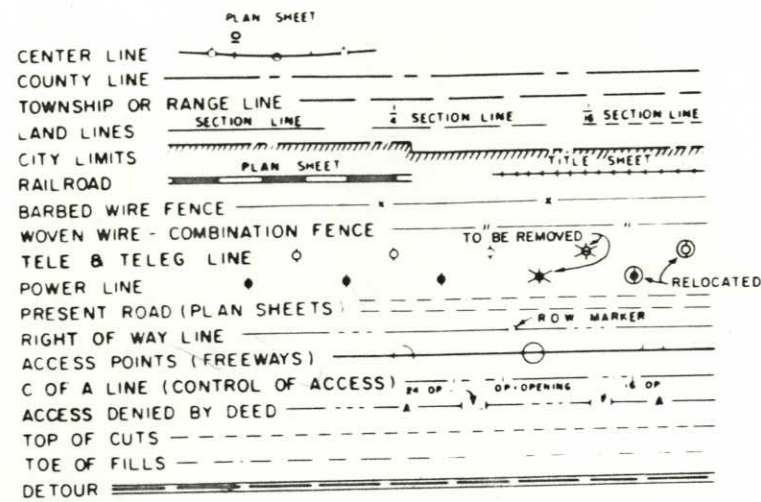 PLAN SHEET
CENTER LINE
COUNTY LINE
TOWNSHIP OR RANGE LINE
LAND LINES SECTION LINE 1/4 SECTION LINE 1/16 SECTION LINE
CITY LIMITS
PLAN SHEET TITLE SHEET
RAILROAD
BARBED WIRE FENCE x x
WOVEN WIRE - COMBINATION FENCE " "
TO BE REMOVED
TELE & TELEG LINE
POWER LINE RELOCATED
PRESENT ROAD (PLAN SHEETS)
RIGHT OF WAY LINE ROW MARKER
ACCESS POINTS (FREEWAYS)
C OF A LINE (CONTROL OF ACCESS) 24 OP OP-OPENING 16 OP
ACCESS DENIED BY DEED A A
TOP OF CUTS
TOE OF FILLS
DETOUR